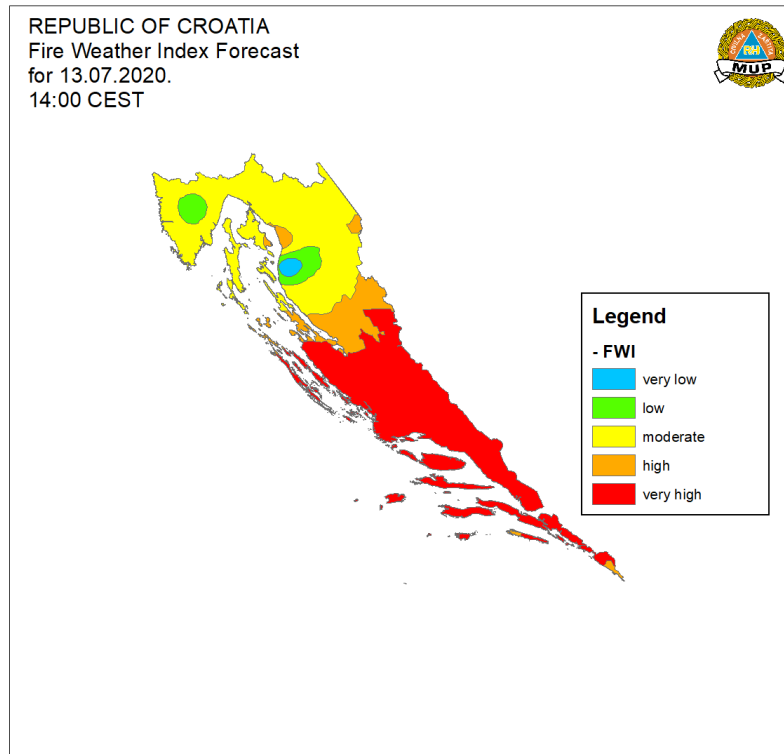 REPUBLIC OF CROATIA
Fire Weather Index Forecast
for 13.07.2020.
14:00 CEST
RH
MUP
Legend
- FWI
very low
low
moderate
high
very high